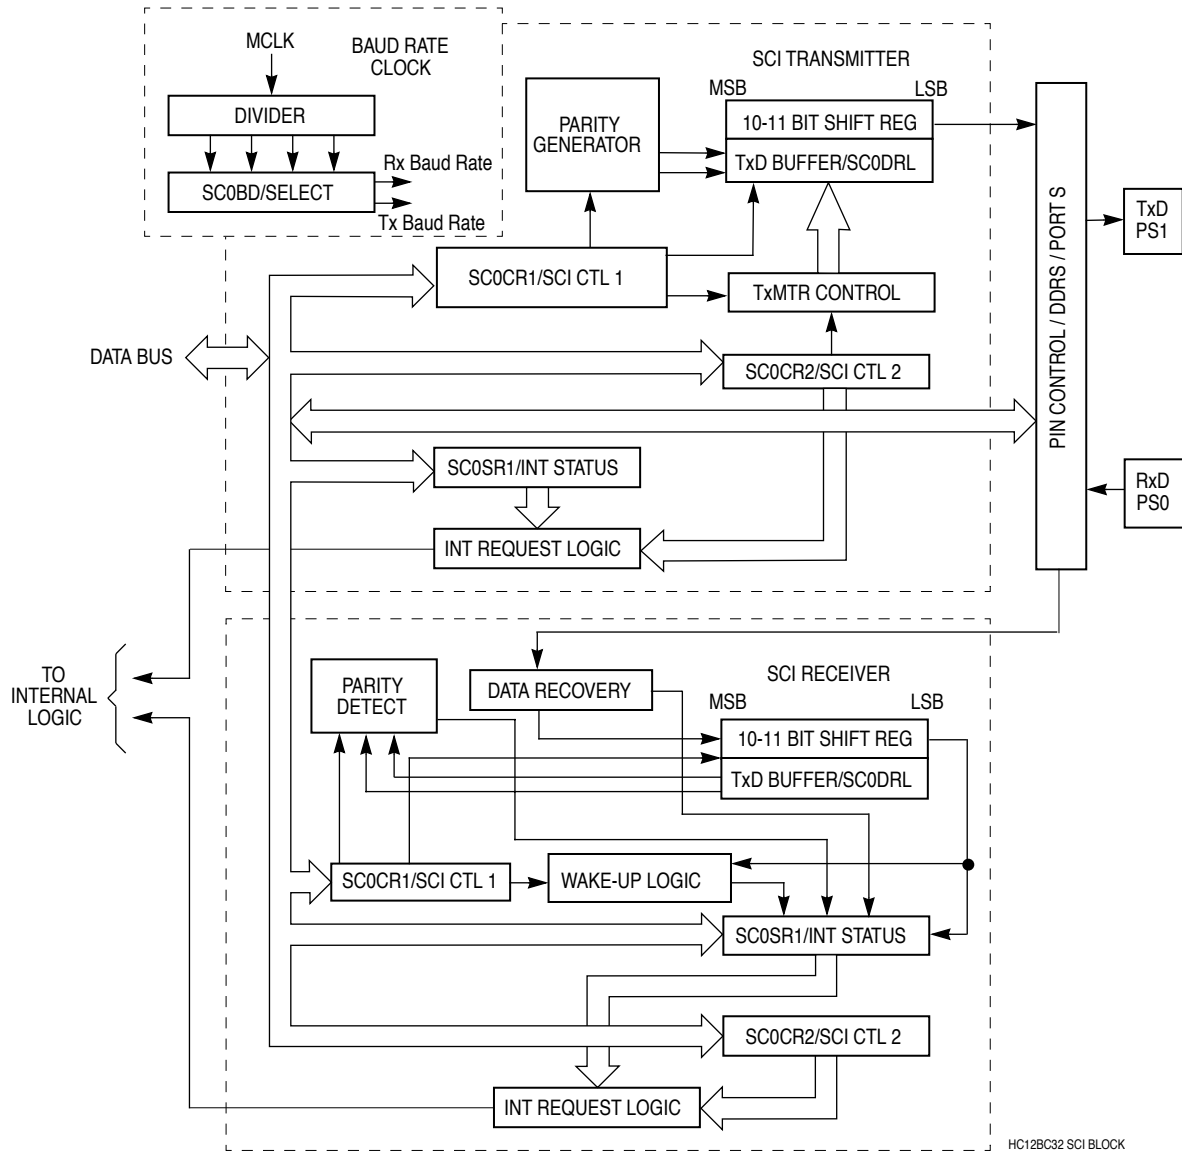 MCLK
BAUD RATE
CLOCK
DIVIDER
SC0BD/SELECT
Rx Baud Rate
Tx Baud Rate
SCI TRANSMITTER
MSB
LSB
PARITY
GENERATOR
10-11 BIT SHIFT REG
TxD BUFFER/SC0DRL
SC0CR1/SCI CTL 1
TxMTR CONTROL
DATA BUS
SC0CR2/SCI CTL 2
SC0SR1/INT STATUS
INT REQUEST LOGIC
PIN CONTROL / DDRS / PORT S
TxD
PS1
RxD
PS0
TO
INTERNAL
LOGIC
SCI RECEIVER
PARITY
DETECT
DATA RECOVERY
MSB
LSB
10-11 BIT SHIFT REG
TxD BUFFER/SC0DRL
SC0CR1/SCI CTL 1
WAKE-UP LOGIC
SC0SR1/INT STATUS
SC0CR2/SCI CTL 2
INT REQUEST LOGIC
HC12BC32 SCI BLOCK